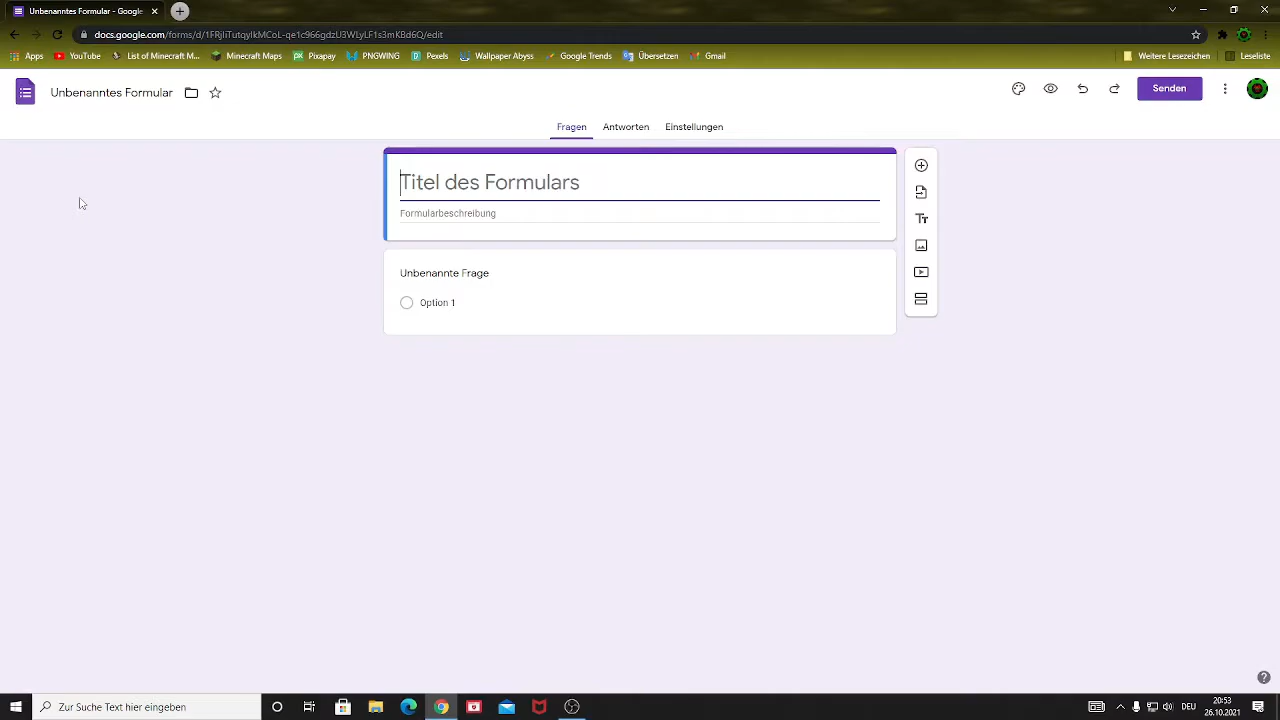 Unbenanntes Formular - Google
docs.google.com/forms/d/1FRjIiTutqyIkMCoL-qe1c966gdzU3WLyLF1s3mKBd6Q/edit
Apps YouTube List of Minecraft M... Minecraft Maps Pixapay PNGWING Pexels Wallpaper Abyss Google Trends Übersetzen Gmail Weitere Lesezeichen Leseliste
Unbenanntes Formular
Senden
Fragen Antworten Einstellungen
Titel des Formulars
Formularbeschreibung
Unbenannte Frage
Option 1
Zur Suche Text hier eingeben
DEU
20:53
26.10.2021